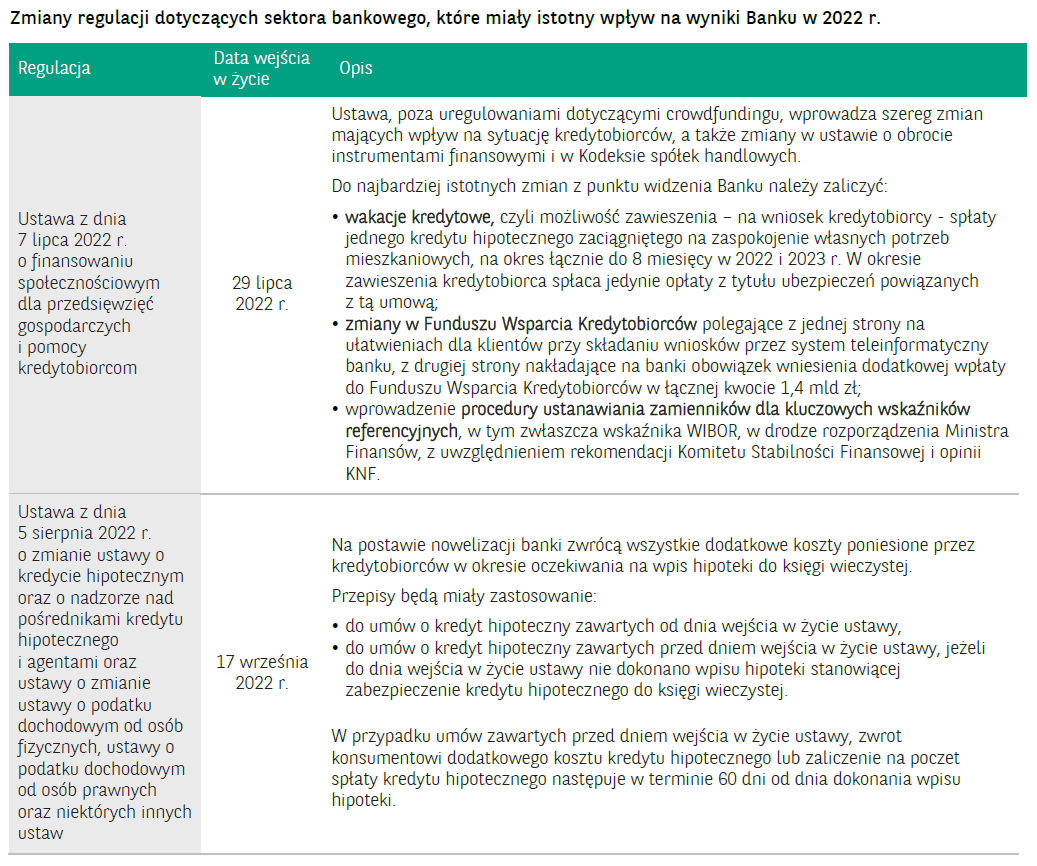 Zmiany regulacji dotyczących sektora bankowego, które miały istotny wpływ na wyniki Banku w 2022 r.
Regulacja
Data wejścia
w życie
Opis
Ustawa z dnia
7 lipca 2022 r.
o finansowaniu
społecznościowym
dla przedsięwzięć
gospodarczych
i pomocy
kredytobiorcom
29 lipca
2022 r.
Ustawa, poza uregulowaniami dotyczącymi crowdfundingu, wprowadza szereg zmian
mających wpływ na sytuację kredytobiorców, a także zmiany w ustawie o obrocie
instrumentami finansowymi i w Kodeksie spółek handlowych.
Do najbardziej istotnych zmian z punktu widzenia Banku należy zaliczyć:
• wakacje kredytowe, czyli możliwość zawieszenia – na wniosek kredytobiorcy - spłaty
jednego kredytu hipotecznego zaciągniętego na zaspokojenie własnych potrzeb
mieszkaniowych, na okres łącznie do 8 miesięcy w 2022 i 2023 r. W okresie
zawieszenia kredytobiorca spłaca jedynie opłaty z tytułu ubezpieczeń powiązanych
z tą umową;
• zmiany w Funduszu Wsparcia Kredytobiorców polegające z jednej strony na
ułatwieniach dla klientów przy składaniu wniosków przez system teleinformatyczny
banku, z drugiej strony nakładające na banki obowiązek wniesienia dodatkowej wpłaty
do Funduszu Wsparcia Kredytobiorców w łącznej kwocie 1,4 mld zł;
• wprowadzenie procedury ustanawiania zamienników dla kluczowych wskaźników
referencyjnych, w tym zwłaszcza wskaźnika WIBOR, w drodze rozporządzenia Ministra
Finansów, z uwzględnieniem rekomendacji Komitetu Stabilności Finansowej i opinii
KNF.
Ustawa z dnia
5 sierpnia 2022 r.
o zmianie ustawy o
kredycie hipotecznym
oraz o nadzorze nad
pośrednikami kredytu
hipotecznego
i agentami oraz
ustawy o zmianie
ustawy o podatku
dochodowym od osób
fizycznych, ustawy o
podatku dochodowym
od osób prawnych
oraz niektórych innych
ustaw
17 września
2022 r.
Na postawie nowelizacji banki zwrócą wszystkie dodatkowe koszty poniesione przez
kredytobiorców w okresie oczekiwania na wpis hipoteki do księgi wieczystej.
Przepisy będą miały zastosowanie:
• do umów o kredyt hipoteczny zawartych od dnia wejścia w życie ustawy,
• do umów o kredyt hipoteczny zawartych przed dniem wejścia w życie ustawy, jeżeli
do dnia wejścia w życie ustawy nie dokonano wpisu hipoteki stanowiącej
zabezpieczenie kredytu hipotecznego do księgi wieczystej.
W przypadku umów zawartych przed dniem wejścia w życie ustawy, zwrot
konsumentowi dodatkowego kosztu kredytu hipotecznego lub zaliczenie na poczet
spłaty kredytu hipotecznego następuje w terminie 60 dni od dnia dokonania wpisu
hipoteki.